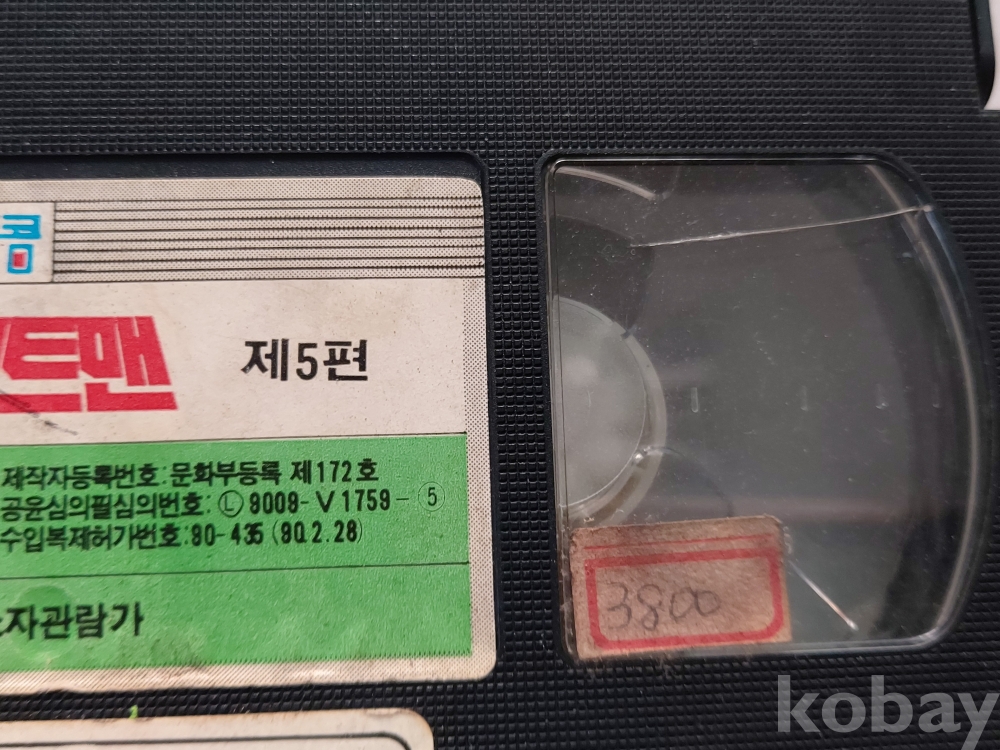 콤
트맨
제5편
제작자등록번호:문화부등록 제172호
공윤심의필심의번호:Ⓛ9009-V1759-⑤
수입복제허가번호:90-435 (90.2.28)
자관람가
3800
kobay